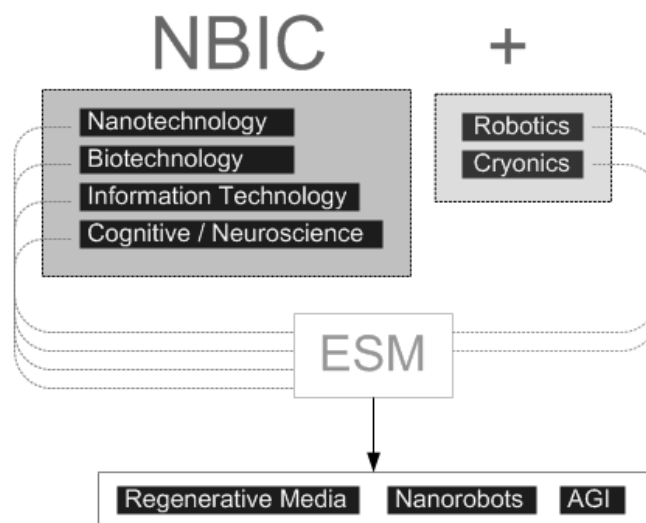 NBIC +
Nanotechnology
Biotechnology
Information Technology
Cognitive / Neuroscience
Robotics
Cryonics
ESM
Regenerative Media Nanorobots AGI